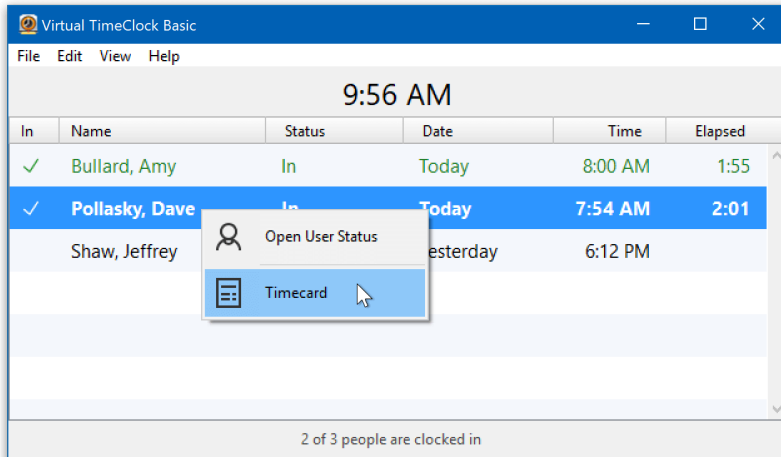 Virtual TimeClock Basic
File Edit View Help
9:56 AM
In Name Status Date Time Elapsed
Bullard, Amy In Today 8:00 AM 1:55
Pollasky, Dave In Today 7:54 AM 2:01
Open User Status
Shaw, Jeffrey esterday 6:12 PM
Timecard
2 of 3 people are clocked in